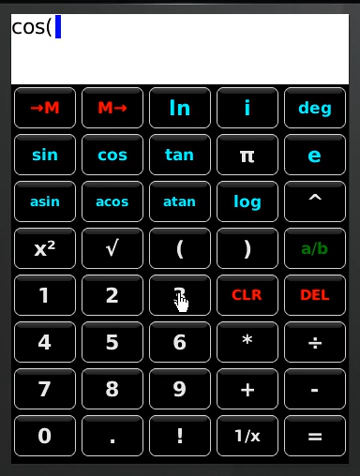 cos(
→M M→ ln i deg
sin cos tan π e
asin acos atan log ^
x² √ ( ) a/b
1 2 3 CLR DEL
4 5 6 * ÷
7 8 9 + -
0 . ! 1/x =